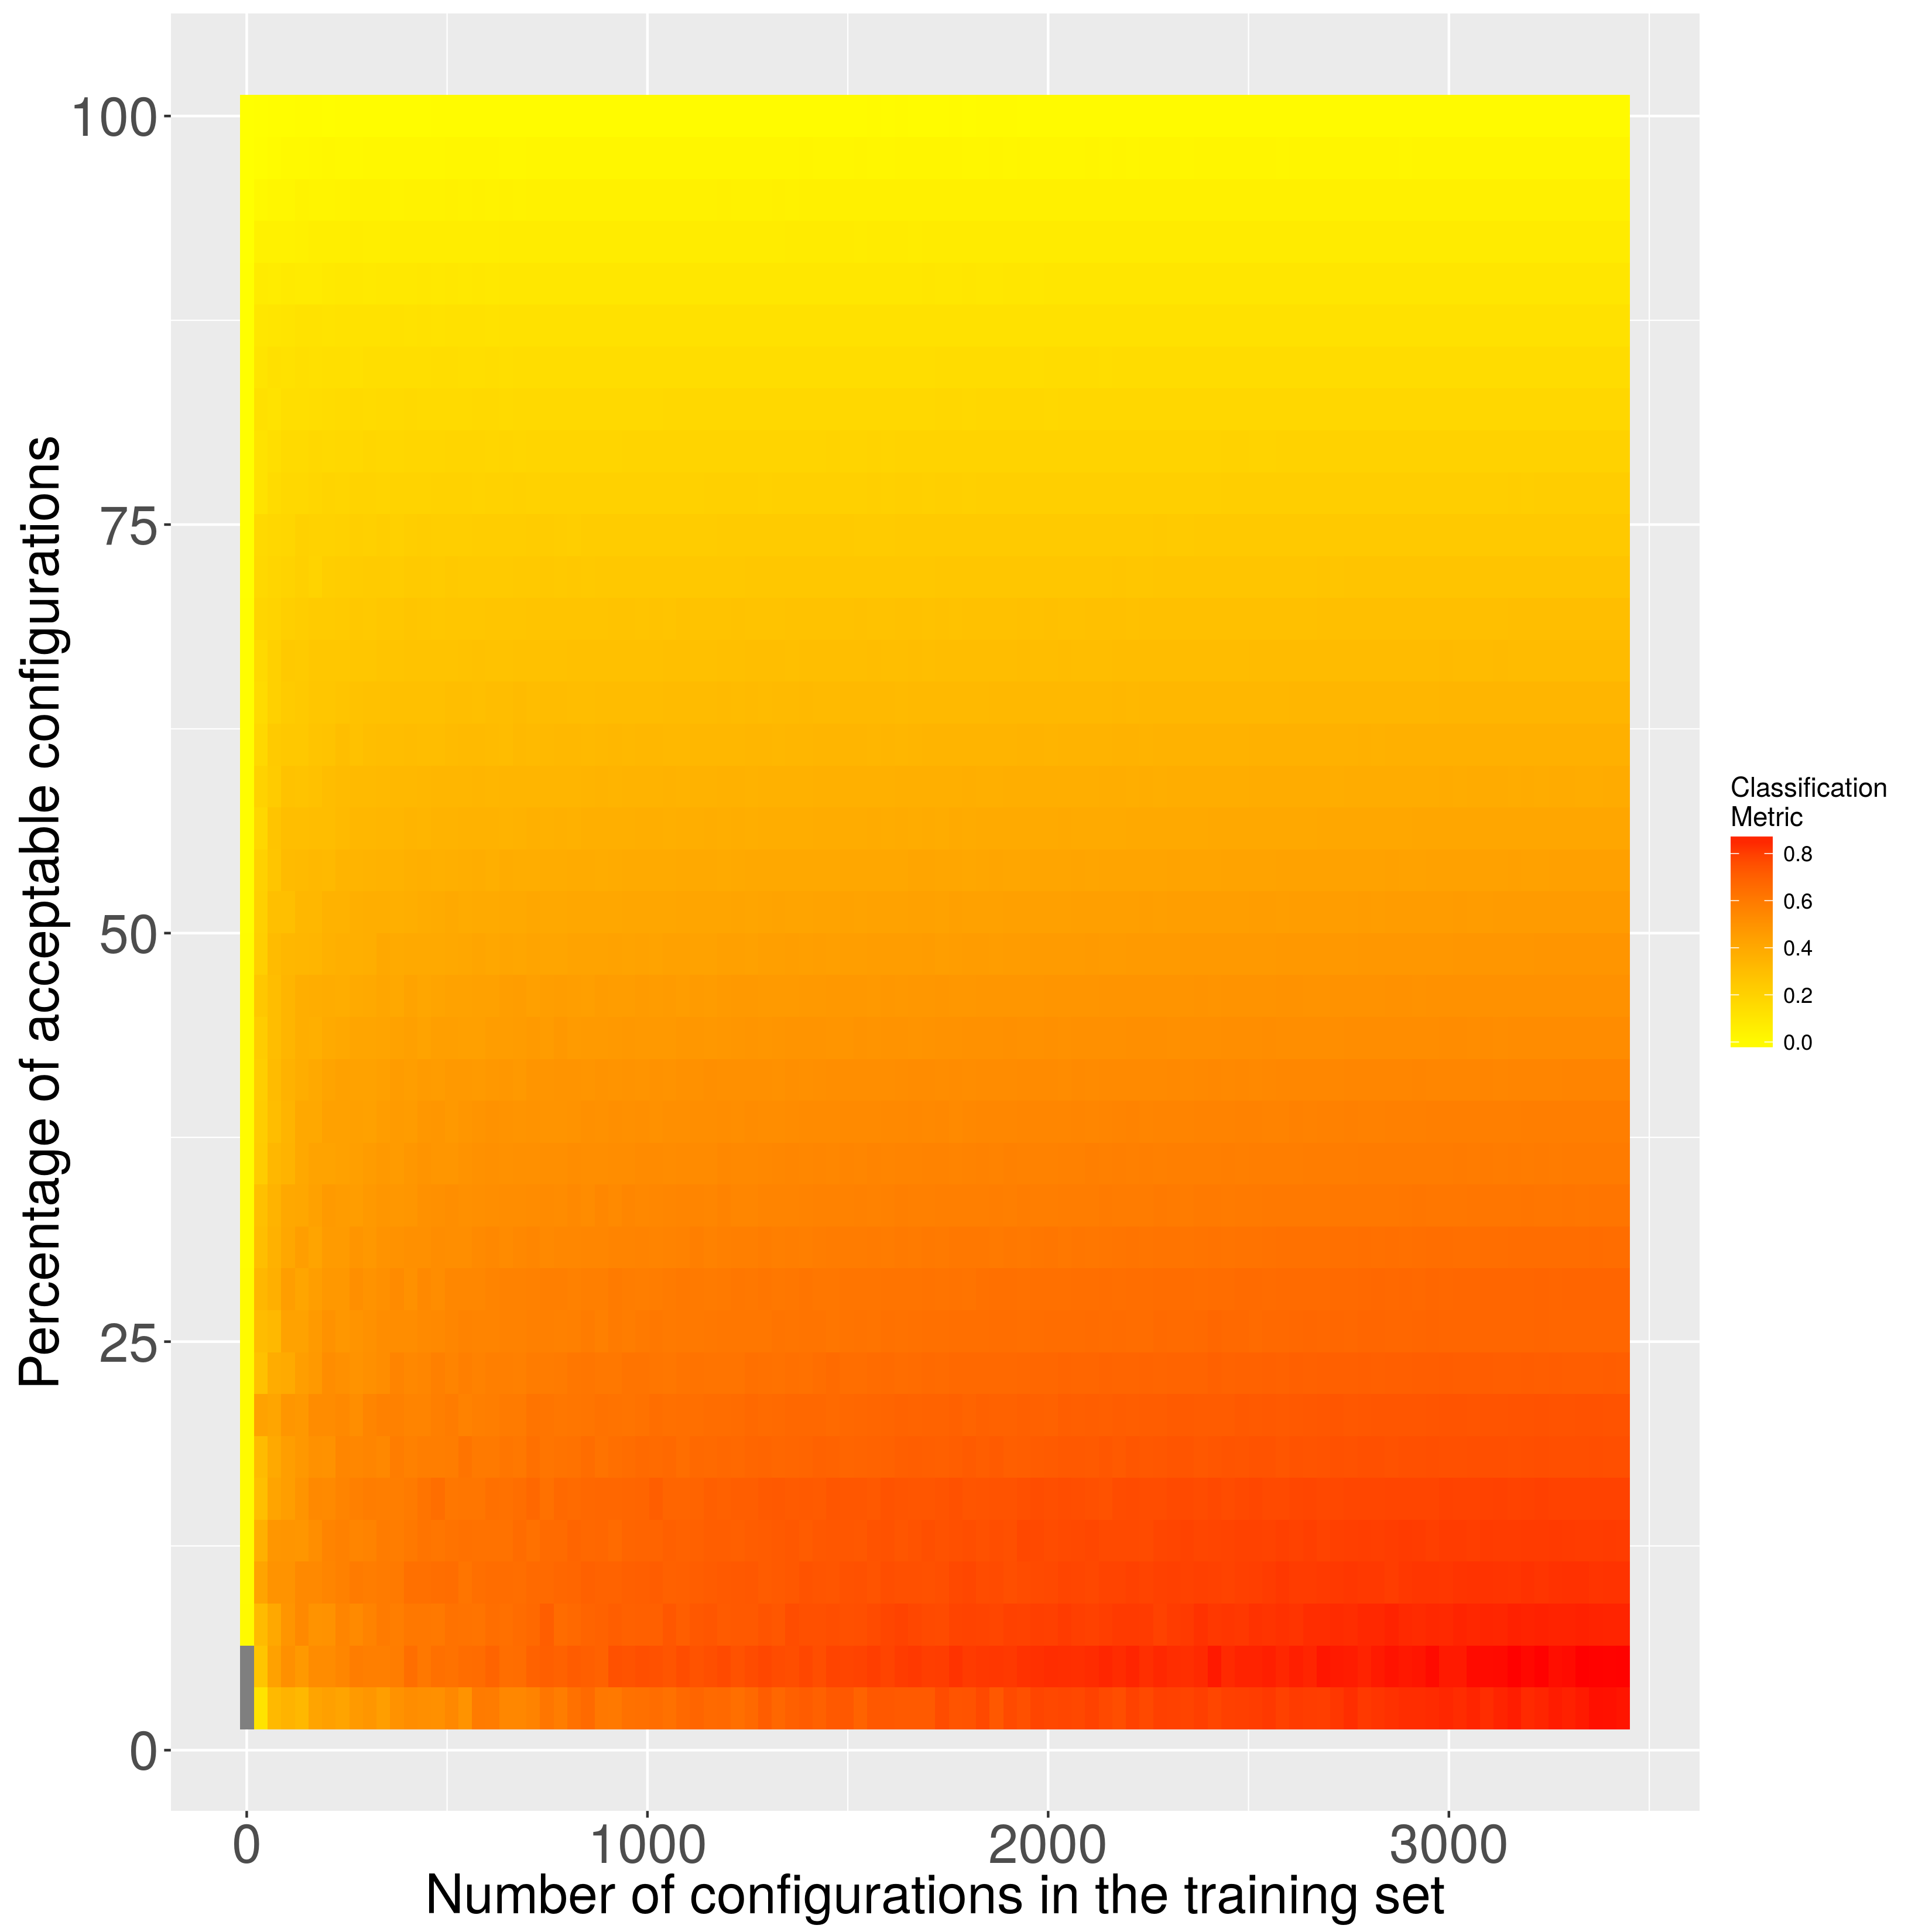 100
75
50
25
0
Percentage of acceptable configurations
0 1000 2000 3000
Number of configurations in the training set
Classification
Metric
0.8
0.6
0.4
0.2
0.0